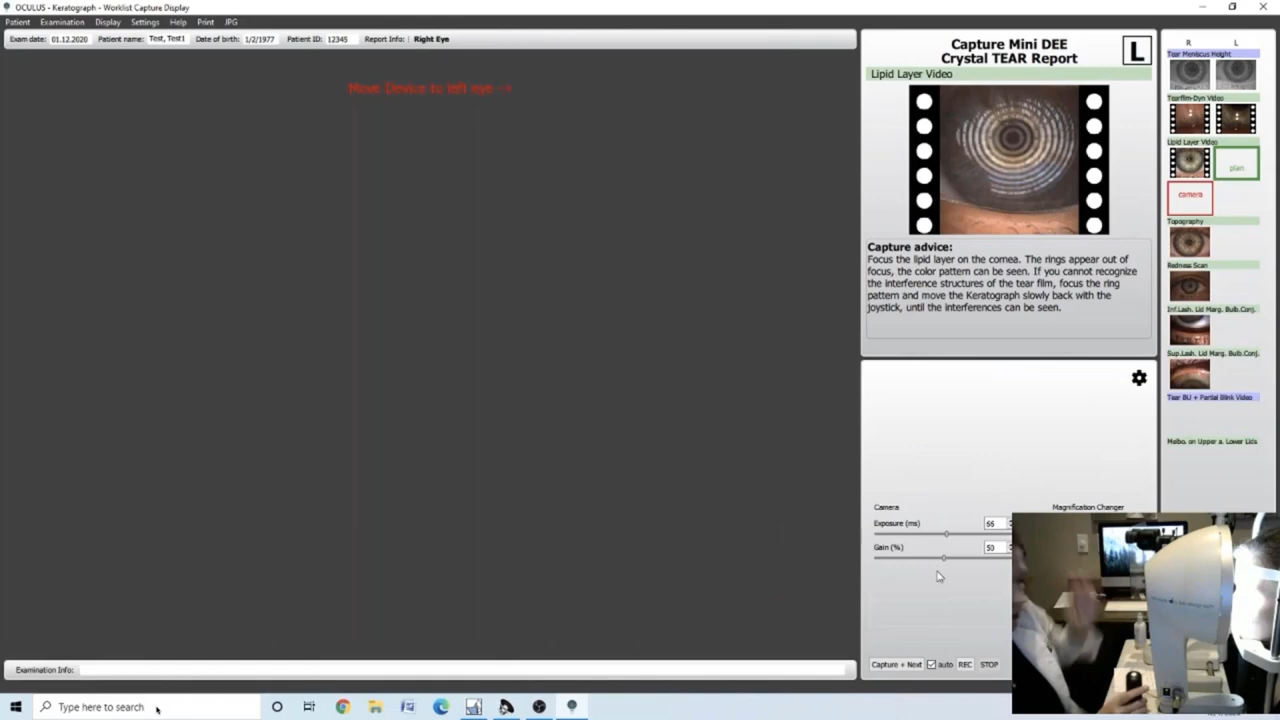 OCULUS - Keratograph - Worklist Capture Display
Patient Examination Display Settings Help Print JPG
Exam date: 01.12.2020 Patient name: Test, Test1 Date of birth: 1/2/1977 Patient ID: 12345 Report Info: | Right Eye
Move Device to left eye -->
Capture Mini DEE
Crystal TEAR Report
L
Lipid Layer Video
Capture advice:
Focus the lipid layer on the cornea. The rings appear out of
focus, the color pattern can be seen. If you cannot recognize
the interference structures of the tear film, focus the ring
pattern and move the Keratograph slowly back with the
joystick, until the interferences can be seen.
Camera
Magnification Changer
Exposure (ms) 66
Gain (%) 50
Capture + Next auto REC STOP
R L
Tear Meniscus Height
Tearfilm-Dyn Video
Lipid Layer Video
plan
camera
Topography
Redness Scan
Inf.Lash. Lid Marg. Bulb.Conj.
Sup.Lash. Lid Marg. Bulb.Conj.
Tear BU + Partial Blink Video
Meibo. on Upper a. Lower Lids
Examination Info:
Type here to search